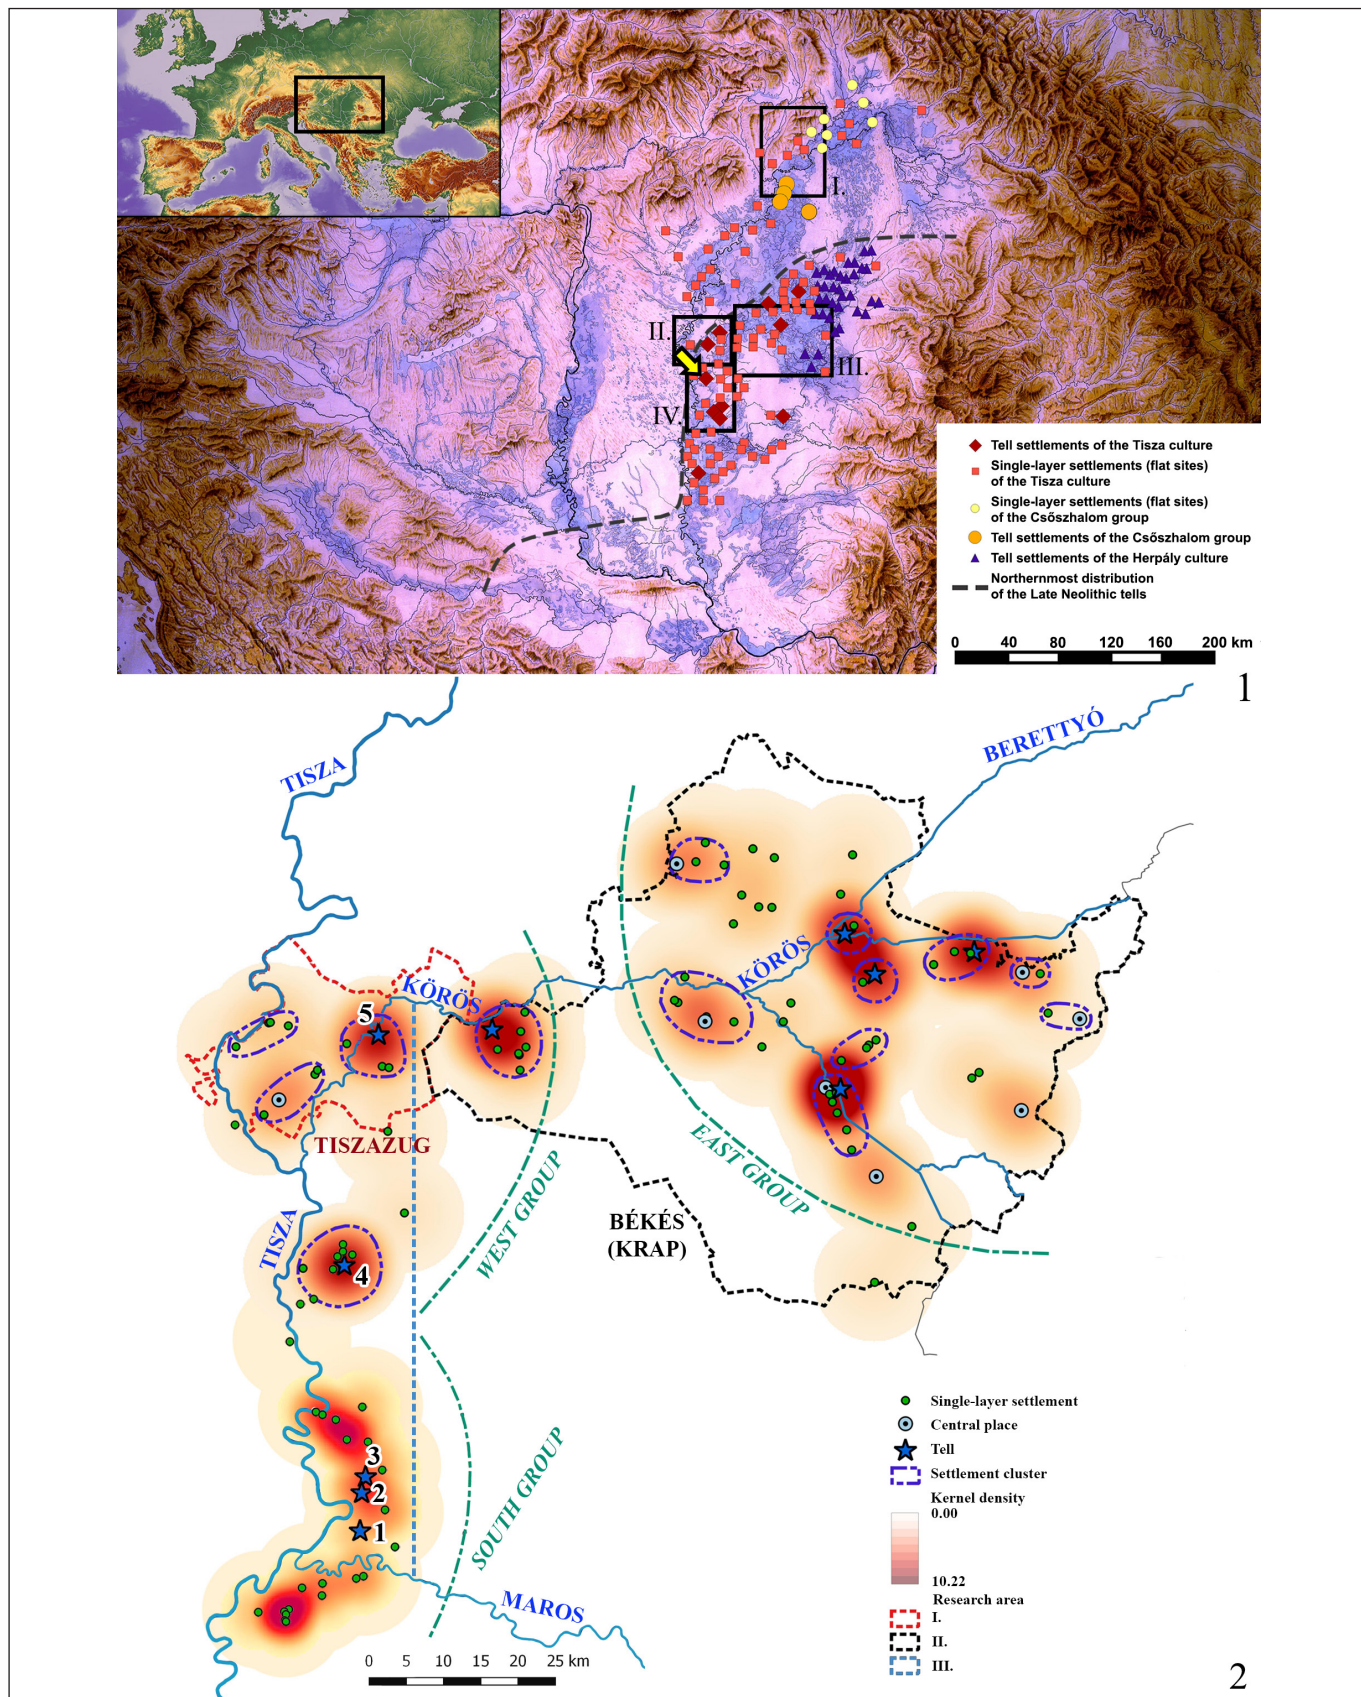 I.
II.
III.
IV.
Tell settlements of the Tisza culture
Single-layer settlements (flat sites)
of the Tisza culture
Single-layer settlements (flat sites)
of the Csőszhalom group
Tell settlements of the Csőszhalom group
Tell settlements of the Herpály culture
Northernmost distribution
of the Late Neolithic tells
0 40 80 120 160 200 km
1
TISZA
BERETTYÓ
KÖRÖS
KÖRÖS
5
TISZAZUG
WEST GROUP
EAST GROUP
BÉKÉS
(KRAP)
TISZA
4
3
2
1
SOUTH GROUP
MAROS
Single-layer settlement
Central place
Tell
Settlement cluster
Kernel density
0.00
10.22
Research area
I.
II.
III.
0 5 10 15 20 25 km
2